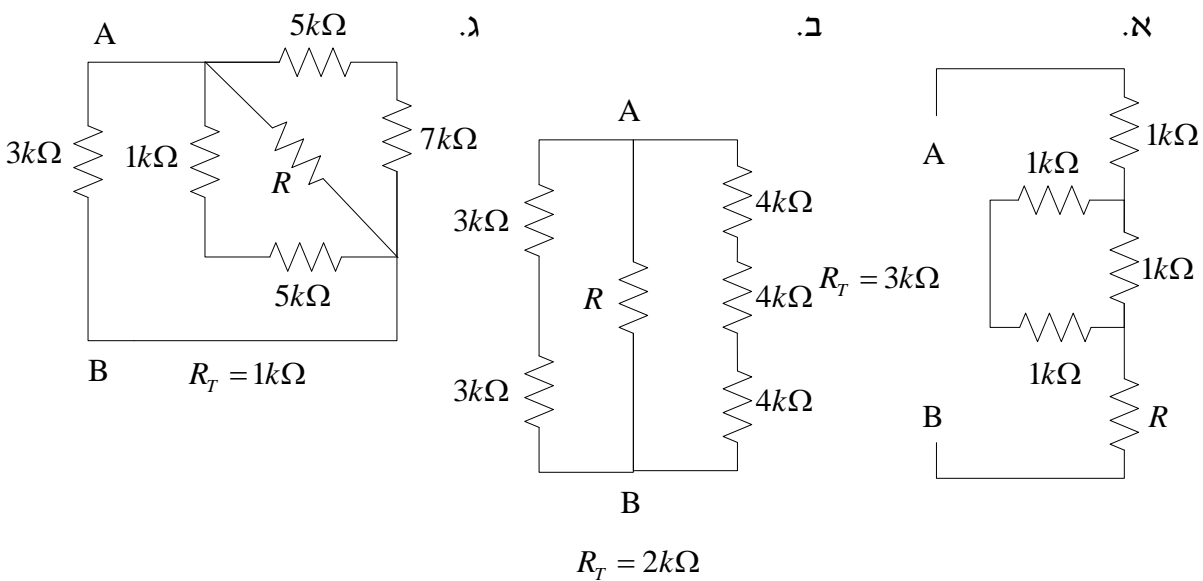 א.
1kΩ
A
1kΩ
1kΩ
R_T = 3kΩ
1kΩ
B
R
ב.
A
4kΩ
3kΩ
R
4kΩ
3kΩ
4kΩ
B
R_T = 2kΩ
ג.
5kΩ
A
3kΩ
1kΩ
R
7kΩ
5kΩ
B
R_T = 1kΩ